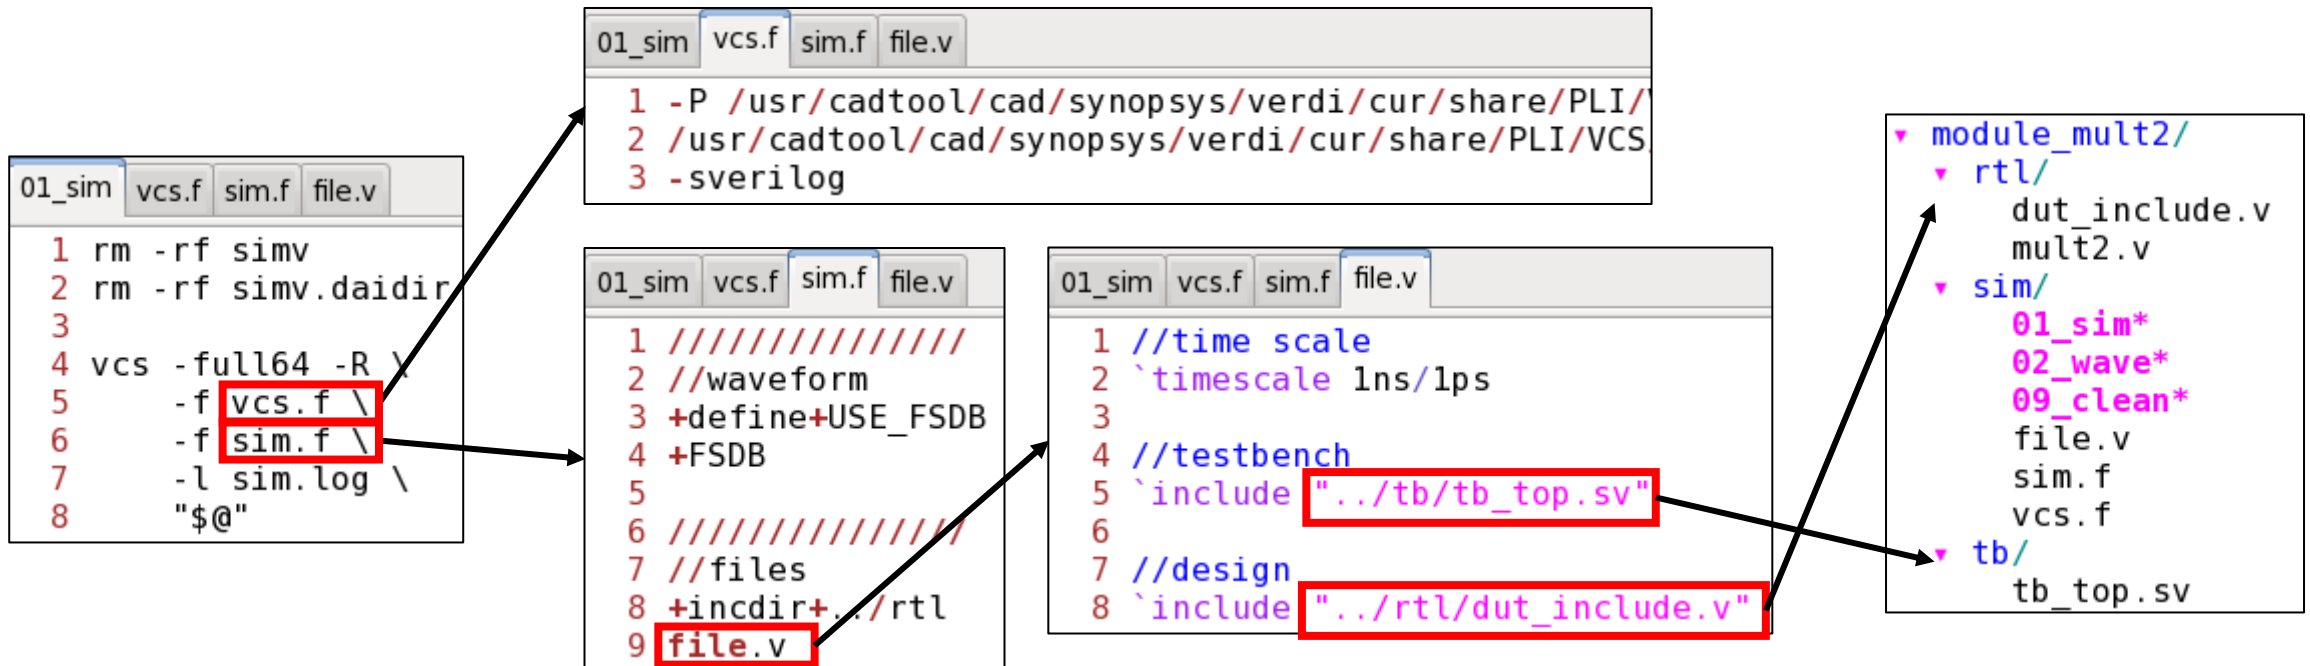 01_sim vcs.f sim.f file.v
1 rm -rf simv
2 rm -rf simv.daidir
3
4 vcs -full64 -R \
5 -f vcs.f \
6 -f sim.f \
7 -l sim.log \
8 "$@"
01_sim vcs.f sim.f file.v
1 -P /usr/cadtool/cad/synopsys/verdi/cur/share/PLI/
2 /usr/cadtool/cad/synopsys/verdi/cur/share/PLI/VCS
3 -sverilog
01_sim vcs.f sim.f file.v
1 ///////////////
2 //waveform
3 +define+USE_FSDB
4 +FSDB
5
6 ///////////////
7 //files
8 +incdir+../rtl
9 file.v
01_sim vcs.f sim.f file.v
1 //time scale
2 `timescale 1ns/1ps
3
4 //testbench
5 `include "../tb/tb_top.sv"
6
7 //design
8 `include "../rtl/dut_include.v"
▾ module_mult2/
▾ rtl/
dut_include.v
mult2.v
▾ sim/
01_sim*
02_wave*
09_clean*
file.v
sim.f
vcs.f
▾ tb/
tb_top.sv